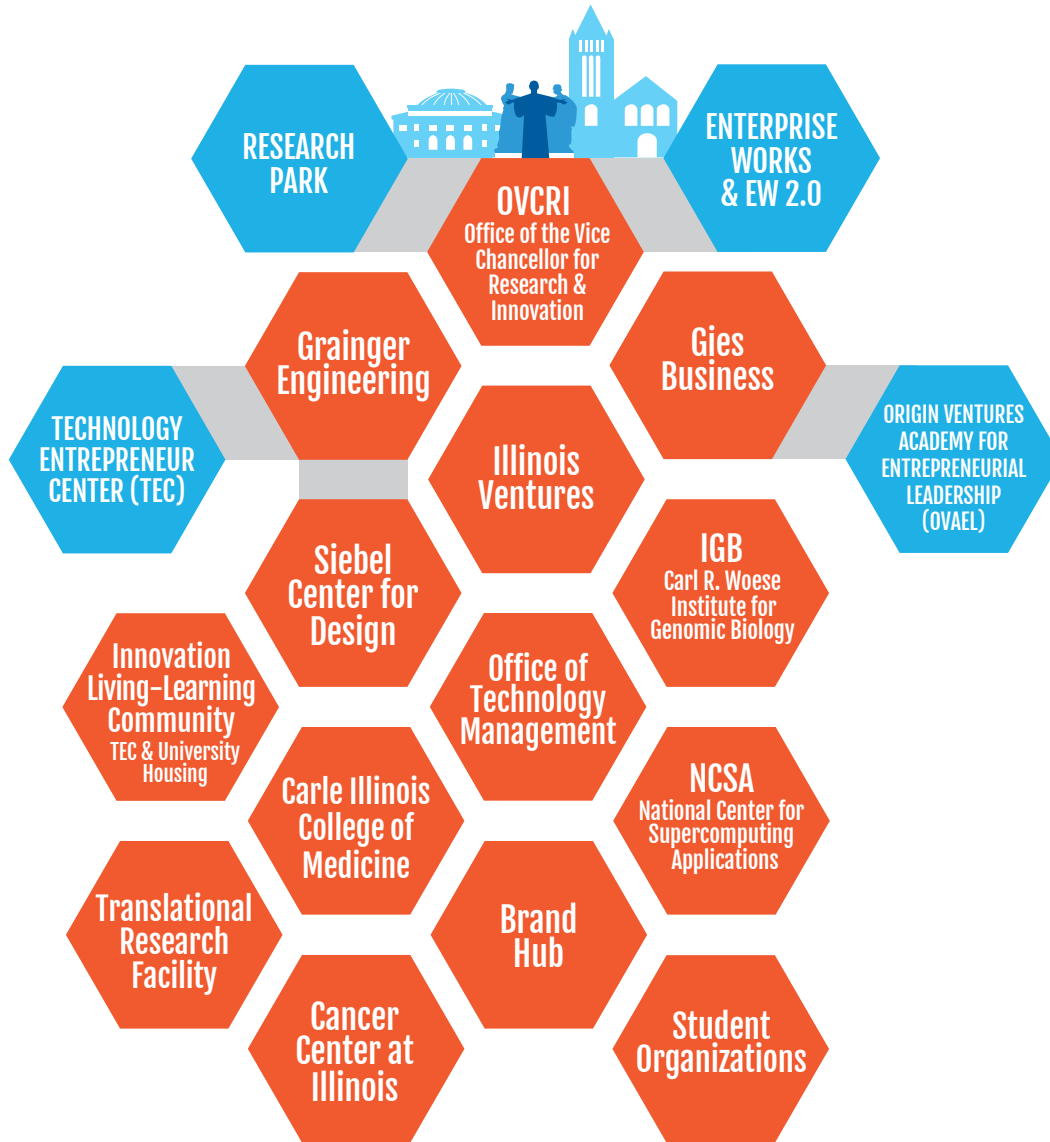 RESEARCH
PARK
ENTERPRISE
WORKS
& EW 2.0
OVCRI
Office of the Vice
Chancellor for
Research &
Innovation
Grainger
Engineering
Gies
Business
TECHNOLOGY
ENTREPRENEUR
CENTER (TEC)
Illinois
Ventures
ORIGIN VENTURES
ACADEMY FOR
ENTREPRENEURIAL
LEADERSHIP
(OVAEL)
Siebel
Center for
Design
IGB
Carl R. Woese
Institute for
Genomic Biology
Innovation
Living-Learning
Community
TEC & University
Housing
Office of
Technology
Management
Carle Illinois
College of
Medicine
NCSA
National Center for
Supercomputing
Applications
Translational
Research
Facility
Brand
Hub
Cancer
Center at
Illinois
Student
Organizations